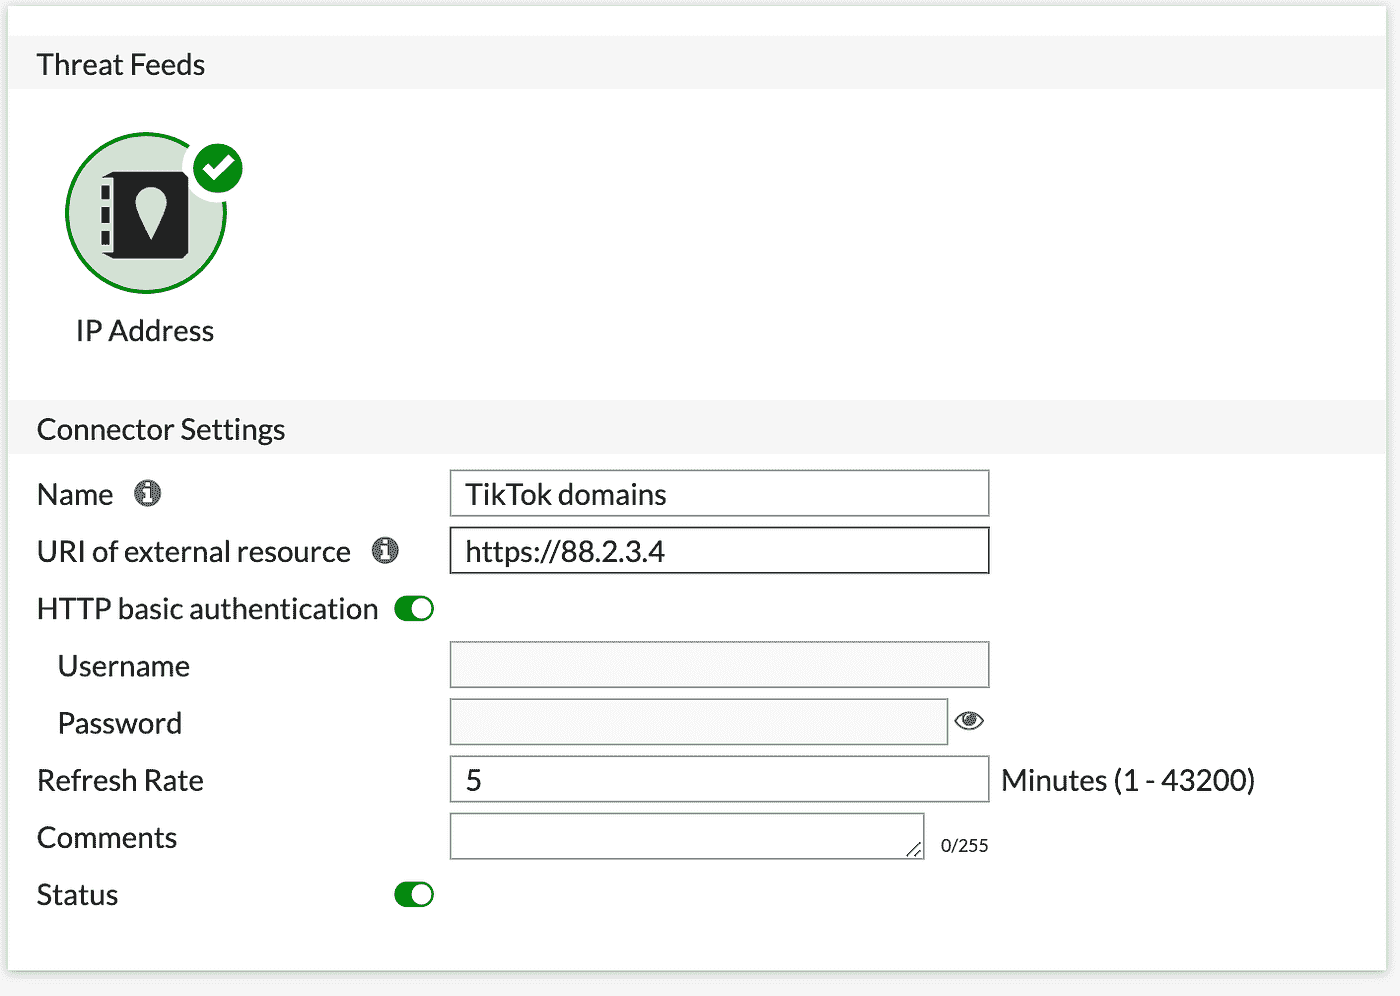 Threat Feeds
IP Address
Connector Settings
Name TikTok domains
URI of external resource https://88.2.3.4
HTTP basic authentication
Username
Password
Refresh Rate 5 Minutes (1 - 43200)
Comments 0/255
Status